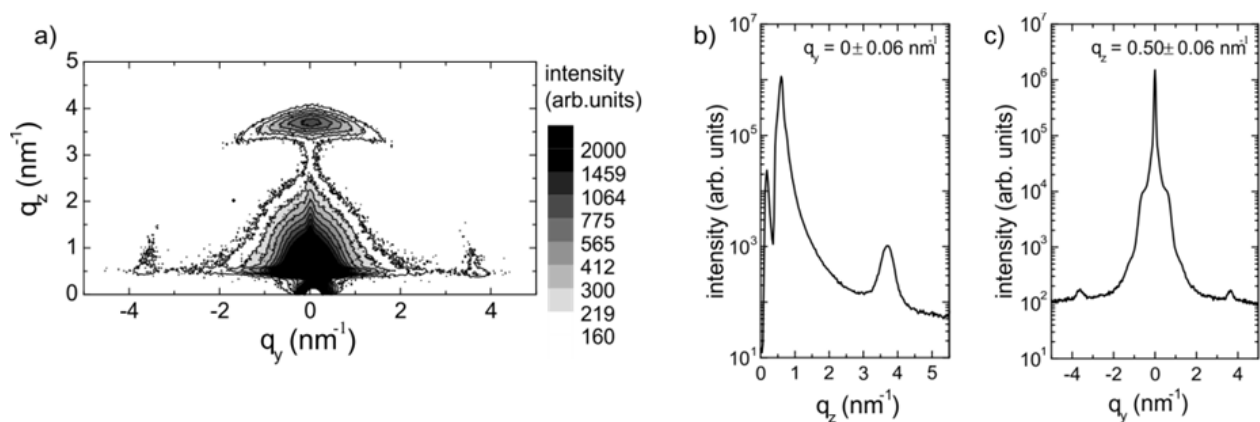 a)
5
4
3
2
1
0
q_z (nm⁻¹)
-4 -2 0 2 4
q_y (nm⁻¹)
intensity
(arb.units)
2000
1459
1064
775
565
412
300
219
160
b)
q_y = 0± 0.06 nm⁻¹
10⁷
10⁶
10⁵
10⁴
10³
10²
10¹
intensity (arb. units)
0 1 2 3 4 5
q_z (nm⁻¹)
c)
q_z = 0.50± 0.06 nm⁻¹
10⁷
10⁶
10⁵
10⁴
10³
10²
10¹
intensity (arb. units)
-4 -2 0 2 4
q_y (nm⁻¹)